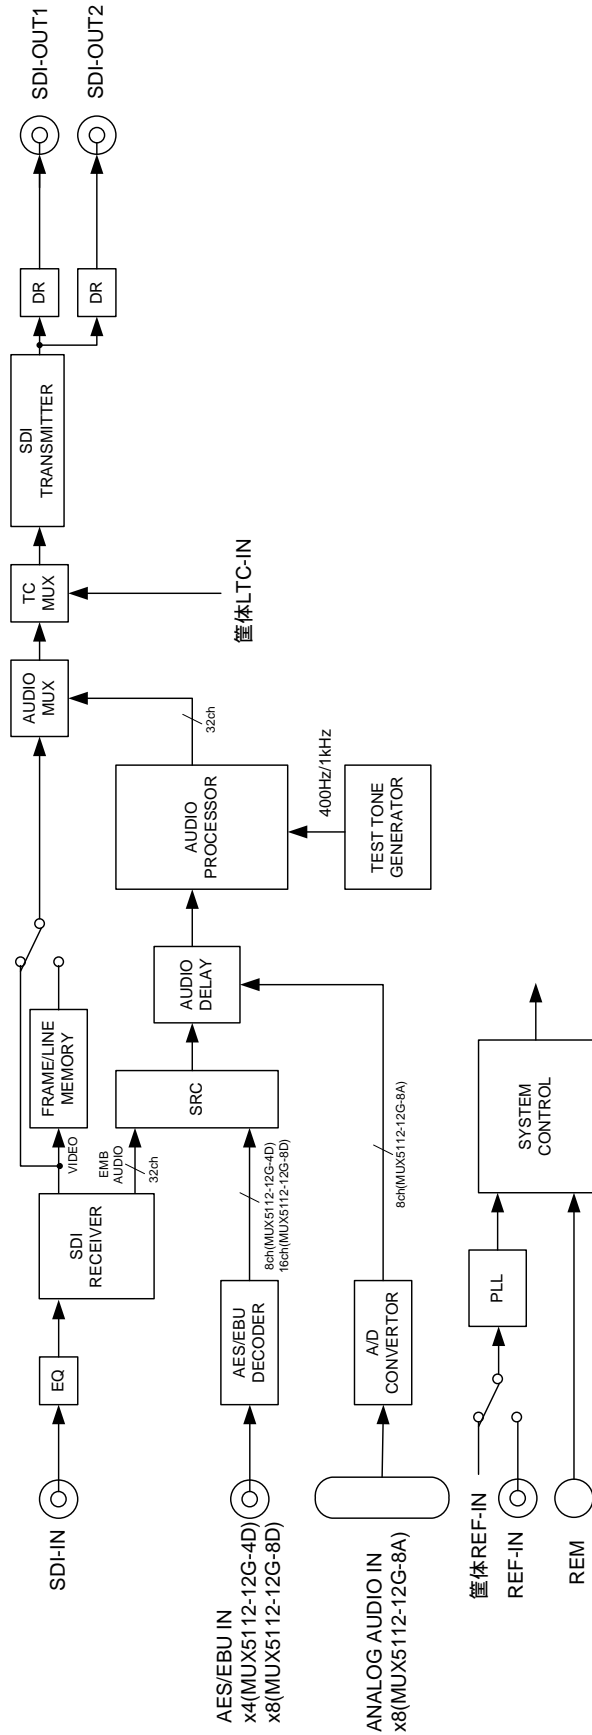 SDI-IN
EQ
SDI
RECEIVER
VIDEO
EMB
AUDIO
32ch
FRAME/LINE
MEMORY
AUDIO
MUX
TC
MUX
SDI
TRANSMITTER
DR
DR
SDI-OUT1
SDI-OUT2
筐体LTC-IN
AES/EBU IN
x4(MUX5112-12G-4D)
x8(MUX5112-12G-8D)
AES/EBU
DECODER
8ch(MUX5112-12G-4D)
16ch(MUX5112-12G-8D)
SRC
AUDIO
DELAY
AUDIO
PROCESSOR
32ch
400Hz/1kHz
TEST TONE
GENERATOR
ANALOG AUDIO IN
x8(MUX5112-12G-8A)
A/D
CONVERTOR
8ch(MUX5112-12G-8A)
筐体REF-IN
REF-IN
PLL
REM
SYSTEM
CONTROL